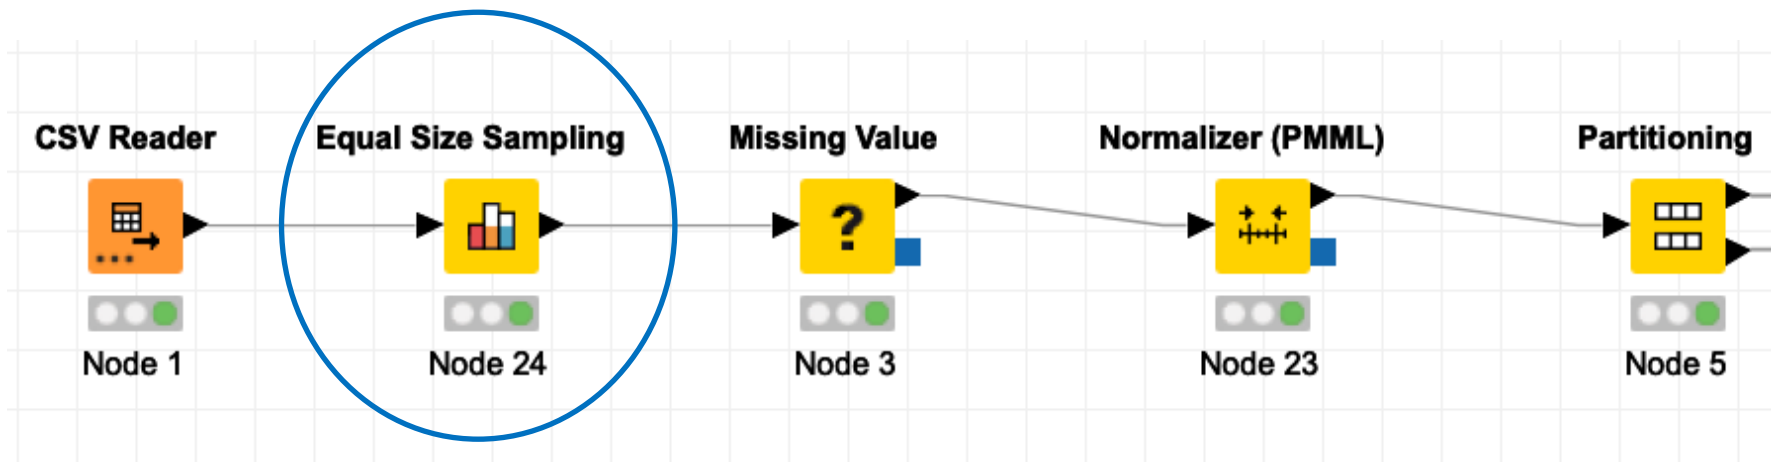 CSV Reader
Equal Size Sampling
Missing Value
Normalizer (PMML)
Partitioning
?
Node 1
Node 24
Node 3
Node 23
Node 5